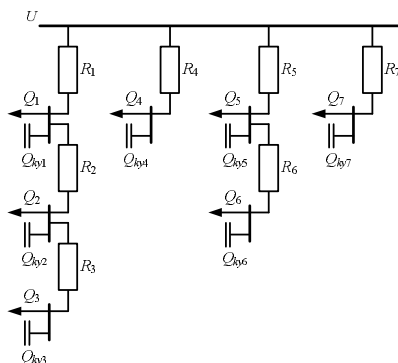 U
R1 R4 R5 R7
Q1 Q4 Q5 Q7
Qky1 R2 Qky4 Qky5 R6 Qky7
Q2 Q6
Qky2 R3 Qky6
Q3
Qky3